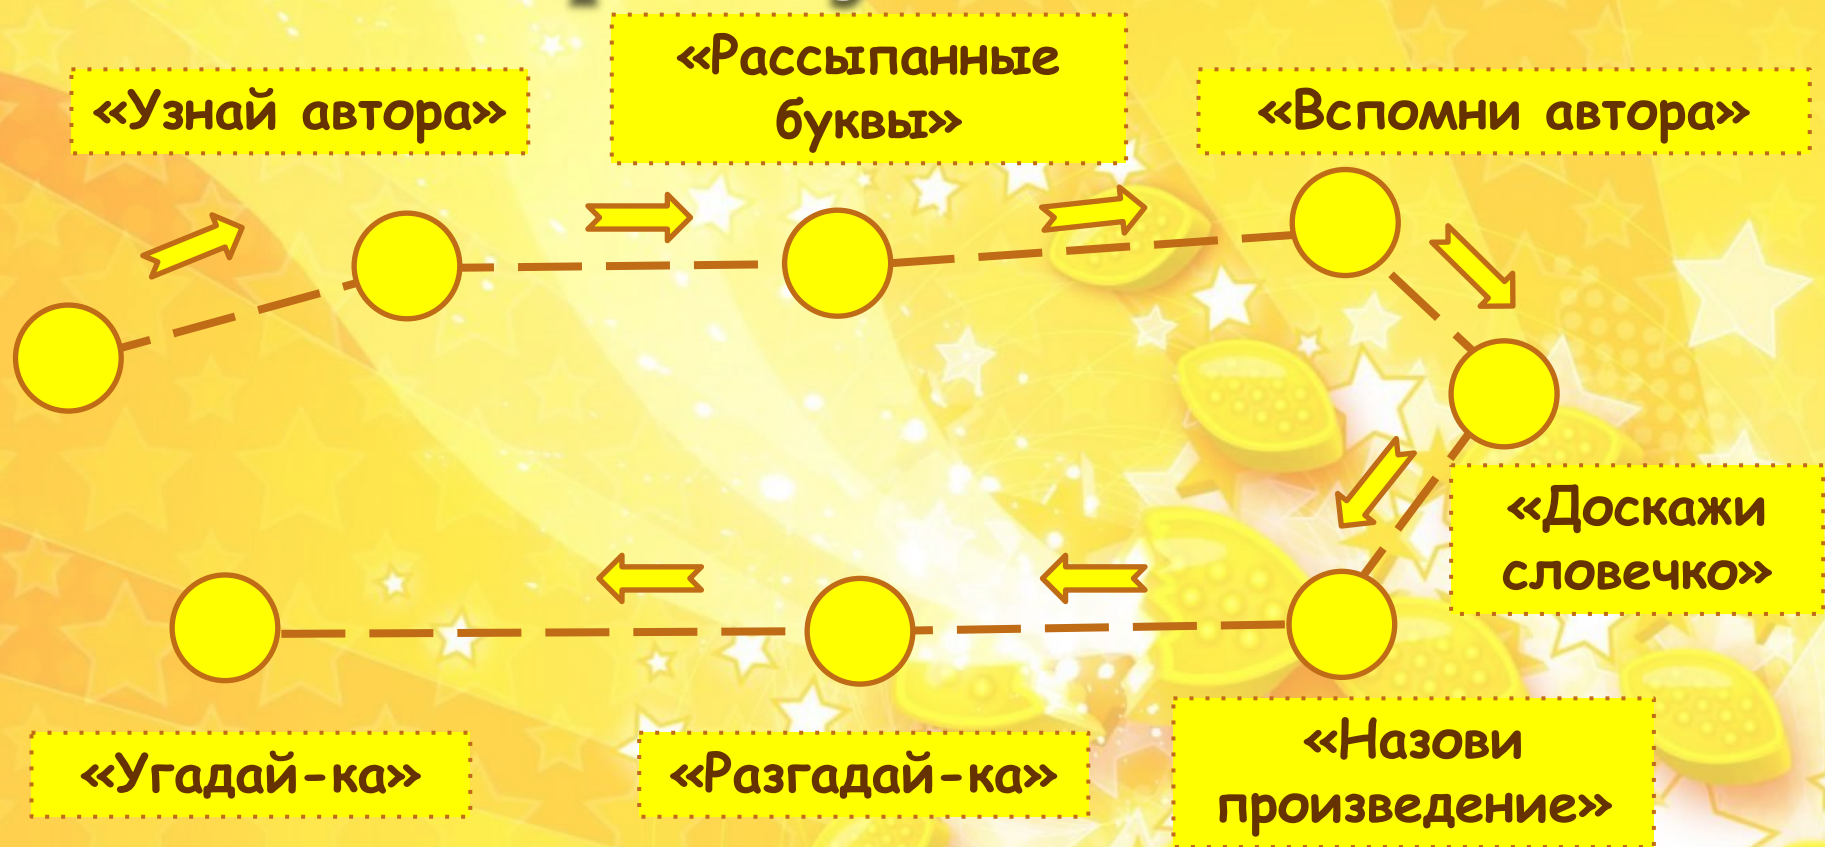 «Узнай автора»
«Рассыпанные
буквы»
«Вспомни автора»
«Доскажи
словечко»
«Назови
произведение»
«Разгадай-ка»
«Угадай-ка»